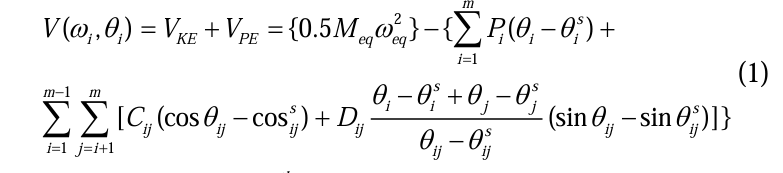 V(ω_i, θ_i) = V_KE + V_PE = {0.5M_eq ω_eq^2} − {∑_{i=1}^{m} P_i(θ_i − θ_i^s) +
∑_{i=1}^{m−1} ∑_{j=i+1}^{m} [C_ij (cos θ_ij − cos_ij^s) + D_ij \frac{θ_i − θ_i^s + θ_j − θ_j^s}{θ_ij − θ_ij^s} (sin θ_ij − sin θ_ij^s)]}
(1)